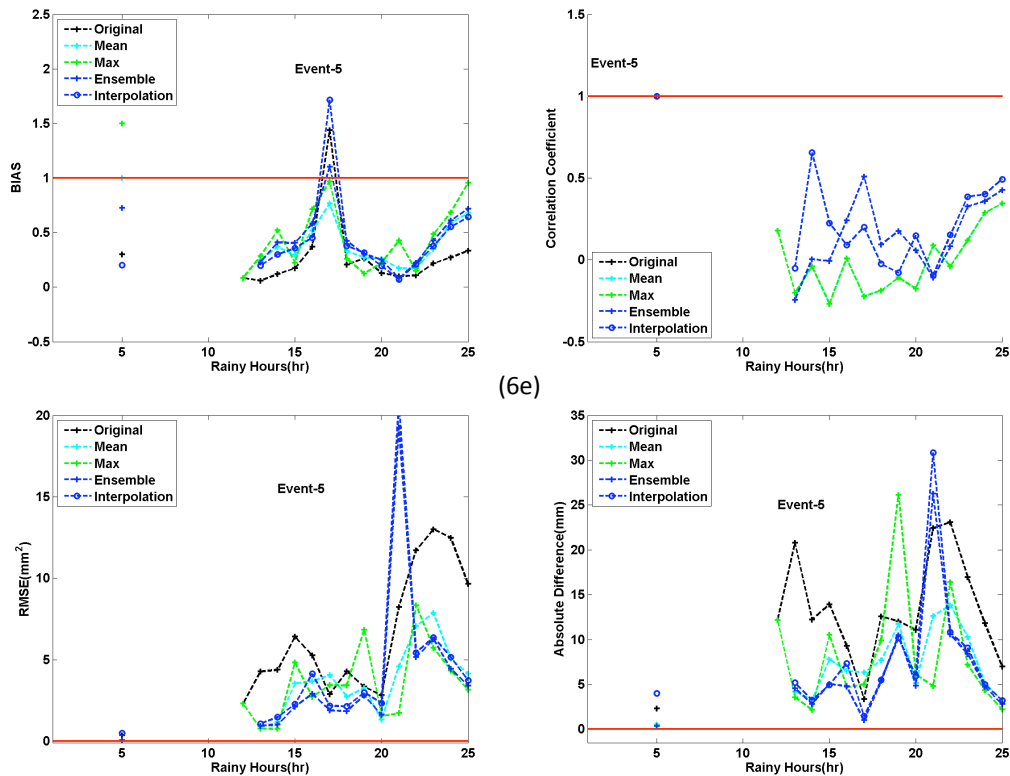 2.5
2
1.5
1
0.5
0
-0.5
BIAS
Original
Mean
Max
Ensemble
Interpolation
Event-5
5
10
15
20
25
Rainy Hours(hr)
1.5
1
0.5
0
-0.5
Correlation Coefficient
Event-5
Original
Mean
Max
Ensemble
Interpolation
5
10
15
20
25
Rainy Hours(hr)
(6e)
20
15
10
5
0
RMSE(mm²)
Original
Mean
Max
Ensemble
Interpolation
Event-5
5
10
15
20
25
Rainy Hours(hr)
35
30
25
20
15
10
5
0
Absolute Difference(mm)
Original
Mean
Max
Ensemble
Interpolation
Event-5
5
10
15
20
25
Rainy Hours(hr)